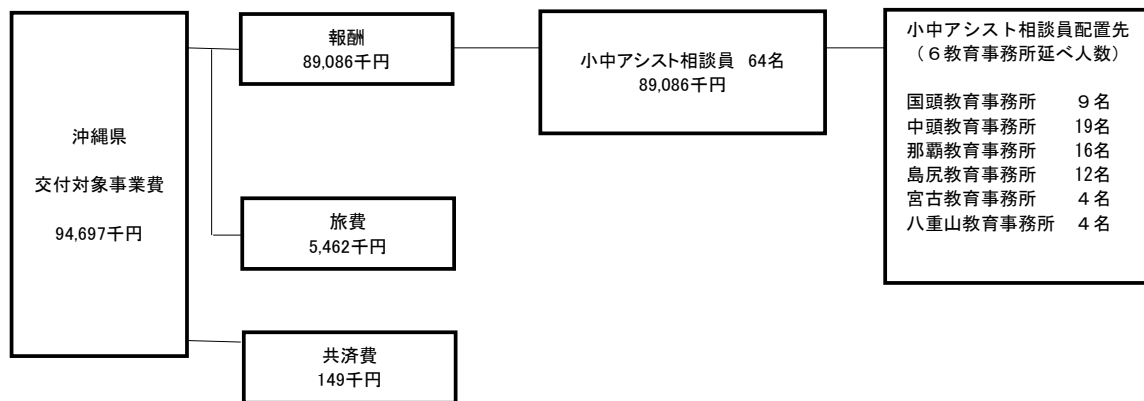 沖縄県
交付対象事業費
94,697千円
報酬
89,086千円
旅費
5,462千円
共済費
149千円
小中アシスト相談員 64名
89,086千円
小中アシスト相談員配置先
（６教育事務所延べ人数）
国頭教育事務所 ９名
中頭教育事務所 19名
那覇教育事務所 16名
島尻教育事務所 12名
宮古教育事務所 ４名
八重山教育事務所 ４名